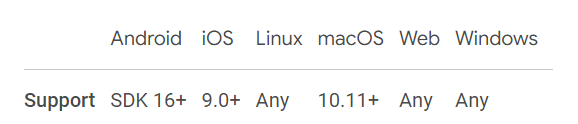 Android iOS Linux macOS Web Windows
Support SDK 16+ 9.0+ Any 10.11+ Any Any